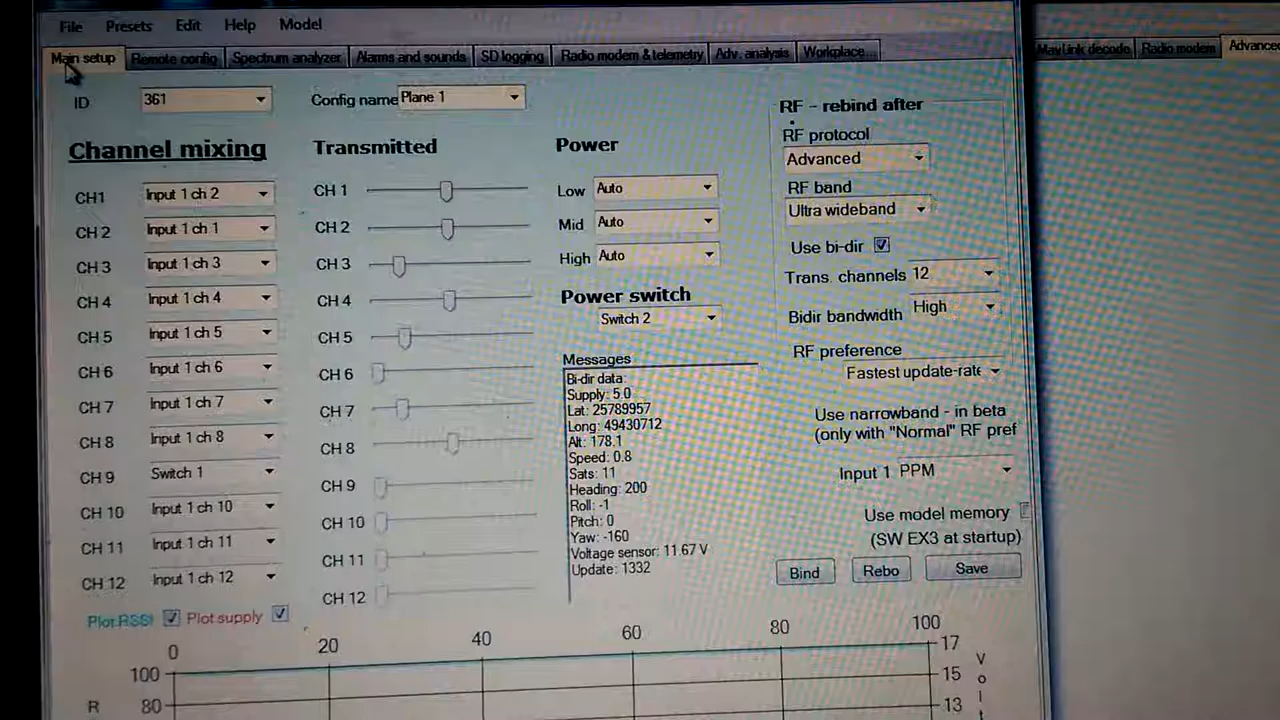 File Presets Edit Help Model
Main setup Remote config Spectrum analyzer Alarms and sounds SD logging Radio modem & telemetry Adv. analysis Workplace...
MavLink decode Radio modem Advanced
ID 361 Config name Plane 1
Channel mixing Transmitted Power
CH1 Input 1 ch 2
CH 2 Input 1 ch 1
CH 3 Input 1 ch 3
CH 4 Input 1 ch 4
CH 5 Input 1 ch 5
CH 6 Input 1 ch 6
CH 7 Input 1 ch 7
CH 8 Input 1 ch 8
CH 9 Switch 1
CH 10 Input 1 ch 10
CH 11 Input 1 ch 11
CH 12 Input 1 ch 12
CH 1
CH 2
CH 3
CH 4
CH 5
CH 6
CH 7
CH 8
CH 9
CH 10
CH 11
CH 12
Low Auto
Mid Auto
High Auto
Power switch
Switch 2
Messages
Bi-dir data:
Supply: 5.0
Lat: 25789957
Long: 49430712
Alt: 178.1
Speed: 0.8
Sats: 11
Heading: 200
Roll: -1
Pitch: 0
Yaw: -160
Voltage sensor: 11.67 V
Update: 1332
RF - rebind after
RF protocol
Advanced
RF band
Ultra wideband
Use bi-dir
Trans. channels 12
Bidir bandwidth High
RF preference
Fastest update-rate
Use narrowband - in beta
(only with "Normal" RF pref
Input 1 PPM
Use model memory
(SW EX3 at startup)
Bind Rebo Save
Plot RSSI Plot supply
0 20 40 60 80 100
100
R 80
17
15
13
V
o
l
t